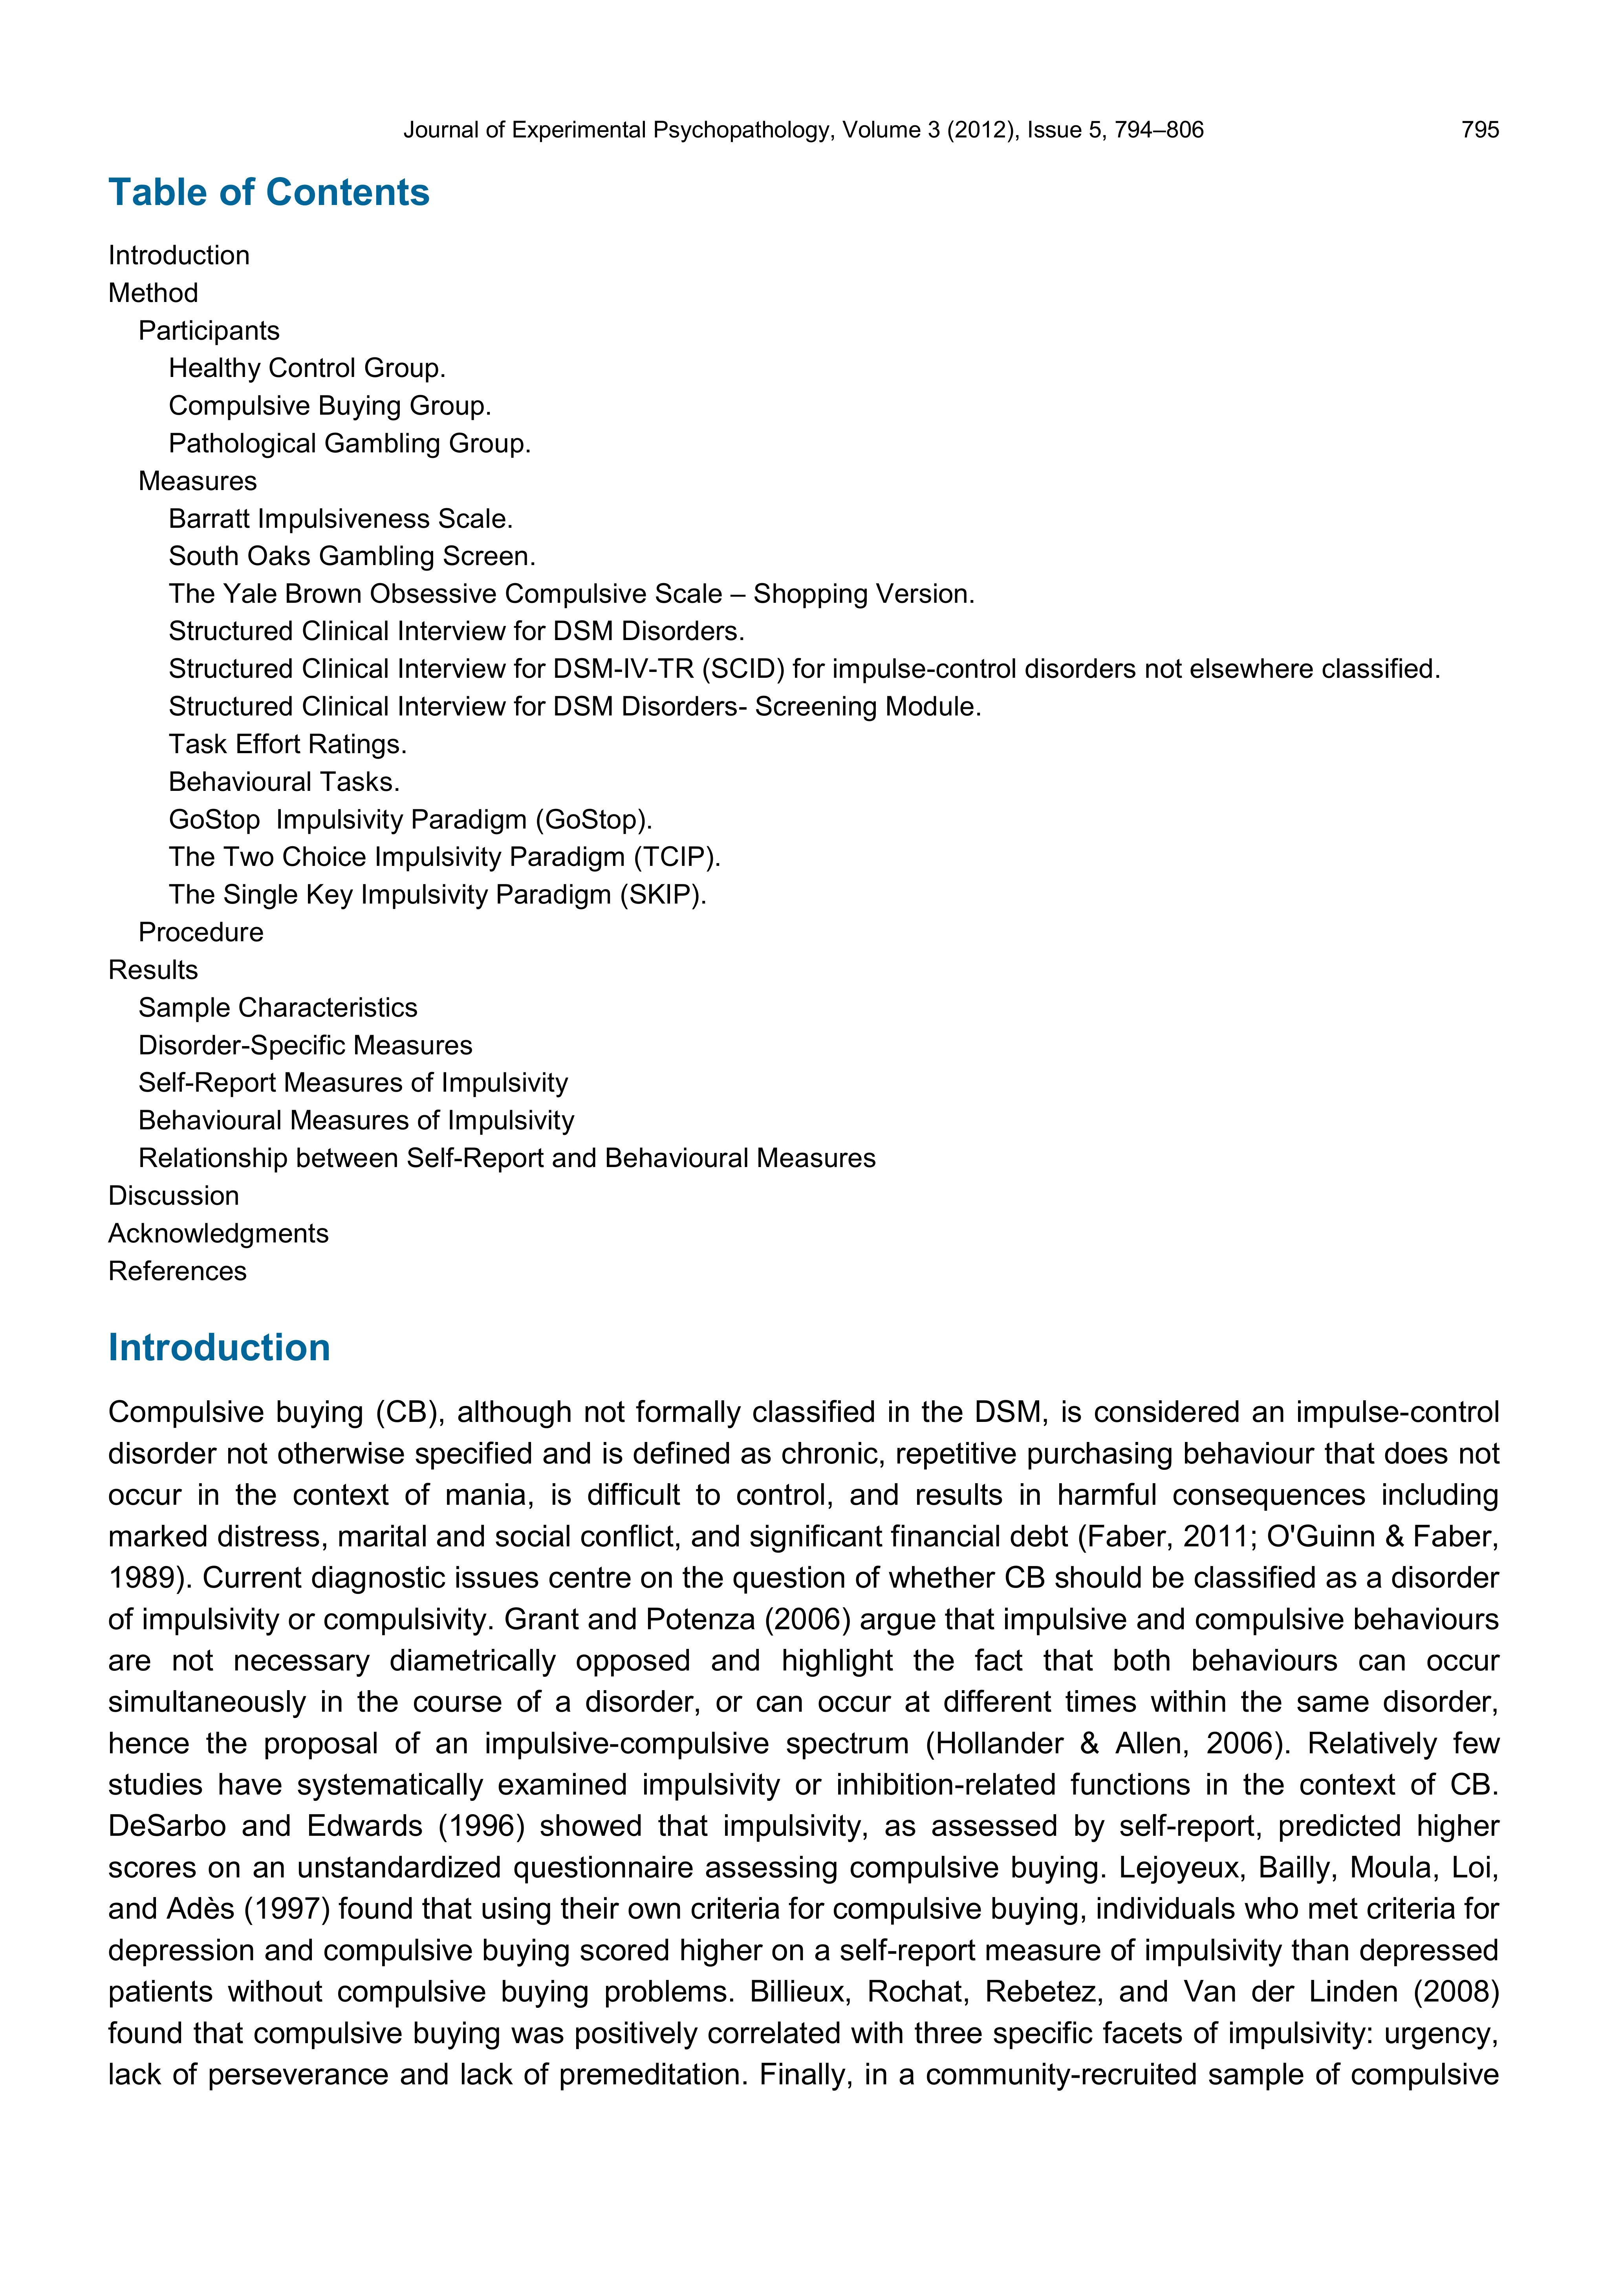 Journal of Experimental Psychopathology, Volume 3 (2012), Issue 5, 794–806 795
Table of Contents
Introduction
Method
Participants
Healthy Control Group.
Compulsive Buying Group.
Pathological Gambling Group.
Measures
Barratt Impulsiveness Scale.
South Oaks Gambling Screen.
The Yale Brown Obsessive Compulsive Scale – Shopping Version.
Structured Clinical Interview for DSM Disorders.
Structured Clinical Interview for DSM-IV-TR (SCID) for impulse-control disorders not elsewhere classified.
Structured Clinical Interview for DSM Disorders- Screening Module.
Task Effort Ratings.
Behavioural Tasks.
GoStop  Impulsivity Paradigm (GoStop).
The Two Choice Impulsivity Paradigm (TCIP).
The Single Key Impulsivity Paradigm (SKIP).
Procedure
Results
Sample Characteristics
Disorder-Specific Measures
Self-Report Measures of Impulsivity
Behavioural Measures of Impulsivity
Relationship between Self-Report and Behavioural Measures
Discussion
Acknowledgments
References
Introduction
Compulsive buying (CB), although not formally classified in the DSM, is considered an impulse-control
disorder not otherwise specified and is defined as chronic, repetitive purchasing behaviour that does not
occur in the context of mania, is difficult to control, and results in harmful consequences including
marked distress, marital and social conflict, and significant financial debt (Faber, 2011; O'Guinn & Faber,
1989). Current diagnostic issues centre on the question of whether CB should be classified as a disorder
of impulsivity or compulsivity. Grant and Potenza (2006) argue that impulsive and compulsive behaviours
are not necessary diametrically opposed and highlight the fact that both behaviours can occur
simultaneously in the course of a disorder, or can occur at different times within the same disorder,
hence the proposal of an impulsive-compulsive spectrum (Hollander & Allen, 2006). Relatively few
studies have systematically examined impulsivity or inhibition-related functions in the context of CB.
DeSarbo and Edwards (1996) showed that impulsivity, as assessed by self-report, predicted higher
scores on an unstandardized questionnaire assessing compulsive buying. Lejoyeux, Bailly, Moula, Loi,
and Adès (1997) found that using their own criteria for compulsive buying, individuals who met criteria for
depression and compulsive buying scored higher on a self-report measure of impulsivity than depressed
patients without compulsive buying problems. Billieux, Rochat, Rebetez, and Van der Linden (2008)
found that compulsive buying was positively correlated with three specific facets of impulsivity: urgency,
lack of perseverance and lack of premeditation. Finally, in a community-recruited sample of compulsive